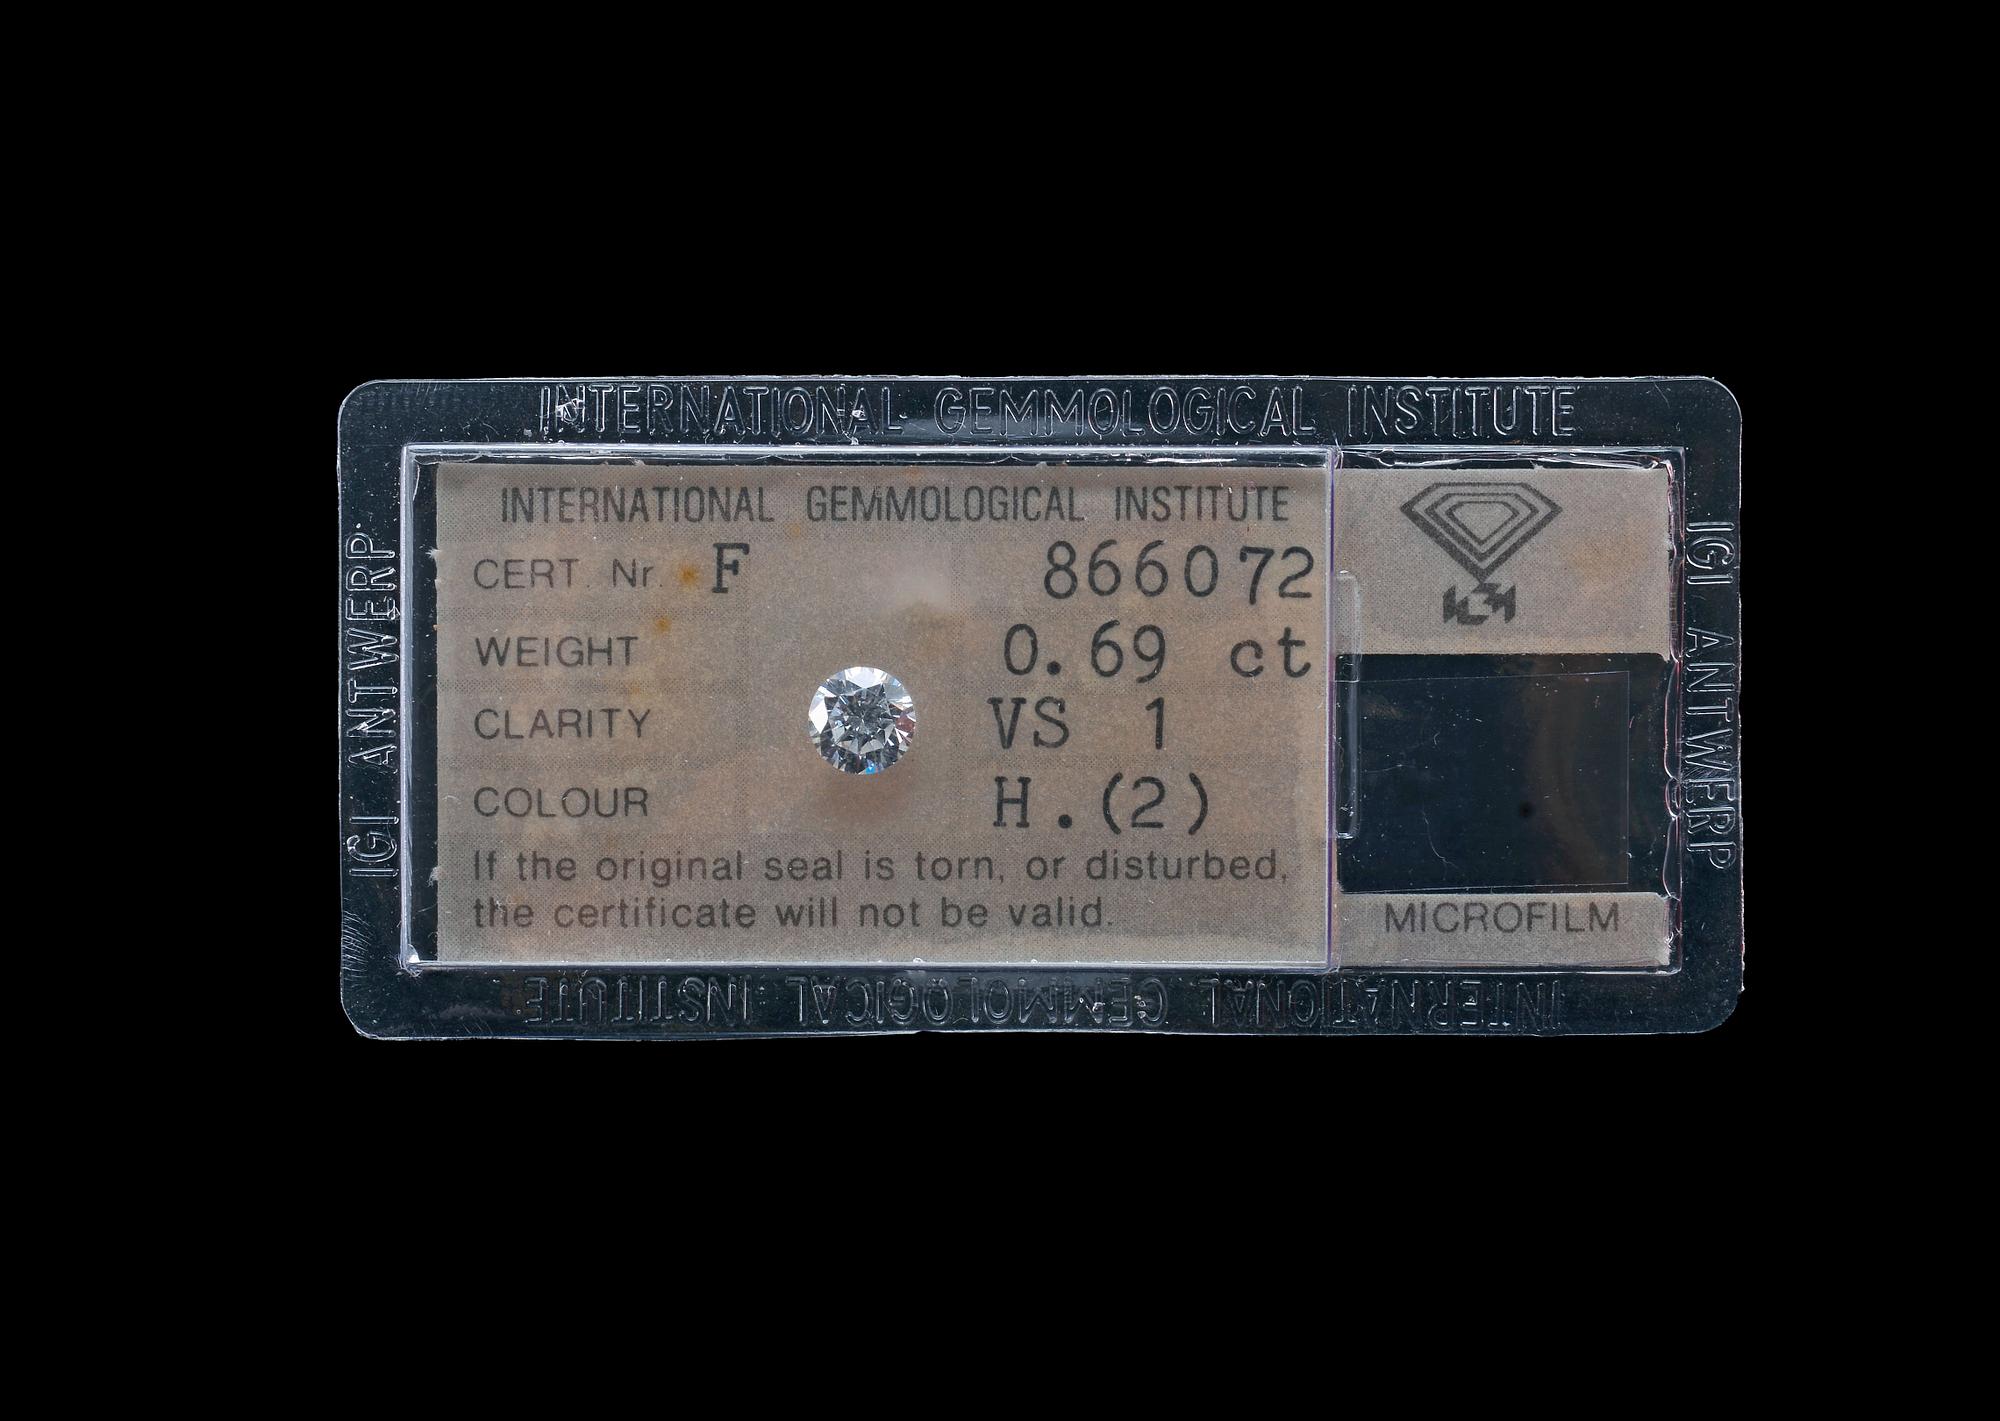 INTERNATIONAL GEMMOLOGICAL INSTITUTE
IGI ANTWERP
INTERNATIONAL GEMMOLOGICAL INSTITUTE
CERT. Nr. F 866072
WEIGHT 0.69 ct
CLARITY VS 1
COLOUR H.(2)
If the original seal is torn, or disturbed,
the certificate will not be valid.
IGI
MICROFILM
IGI ANTWERP
INTERNATIONAL GEMMOLOGICAL INSTITUTE